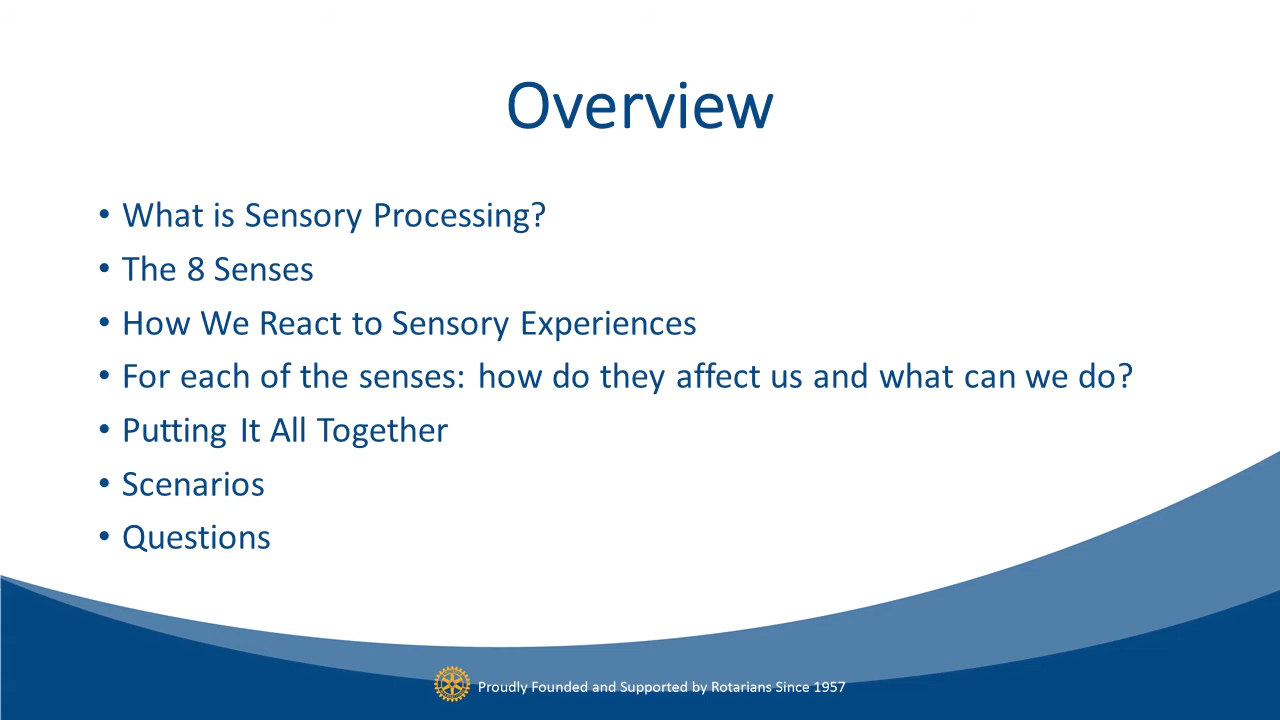 Overview
• What is Sensory Processing?
• The 8 Senses
• How We React to Sensory Experiences
• For each of the senses: how do they affect us and what can we do?
• Putting It All Together
• Scenarios
• Questions
Proudly Founded and Supported by Rotarians Since 1957